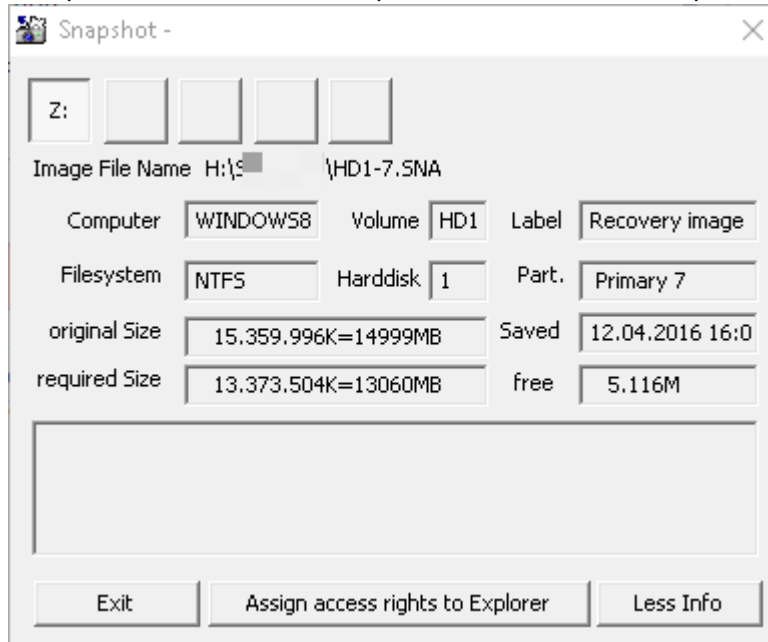 Snapshot -
Z:
Image File Name H:\S \HD1-7.SNA
Computer WINDOWS8 Volume HD1 Label Recovery image
Filesystem NTFS Harddisk 1 Part. Primary 7
original Size 15.359.996K=14999MB Saved 12.04.2016 16:0
required Size 13.373.504K=13060MB free 5.116M
Exit Assign access rights to Explorer Less Info